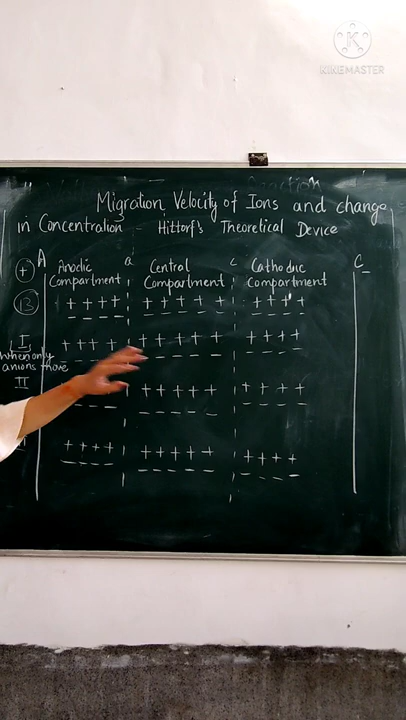 KINEMASTER
Migration Velocity of Ions and change
in Concentration - Hittorf's Theoretical Device
A a c C
+ Anodic Central Cathodic -
Compartment Compartment Compartment
13 + + + + + + + + + + + + +
- - - - - - - - - - - - -
I + + + + + + + + + + + + +
When only - - - - - - - - -
anions move
II + + + + + + + + +
- - - - - - - - -
+ + + + + + + + + + + + +
- - - - - - - - - - - -